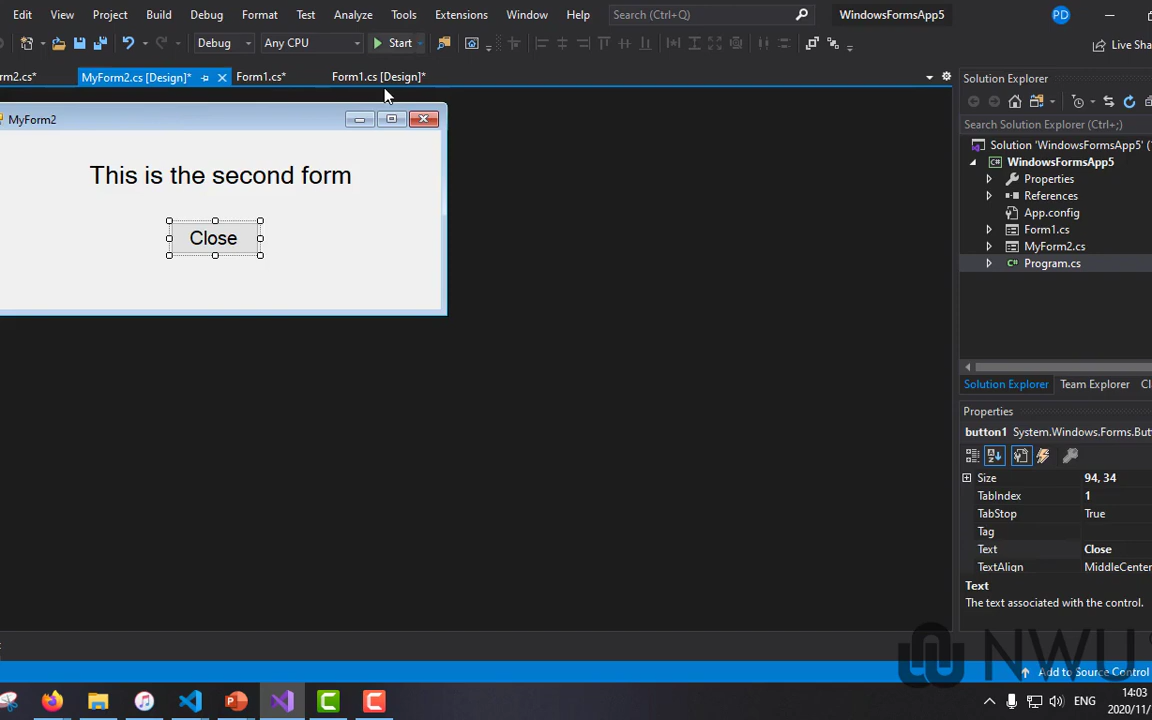 Edit View Project Build Debug Format Test Analyze Tools Extensions Window Help Search (Ctrl+Q) WindowsFormsApp5 PD
Debug Any CPU Start Live Sha
rm2.cs* MyForm2.cs [Design]* Form1.cs* Form1.cs [Design]*
Solution Explorer
MyForm2
Search Solution Explorer (Ctrl+;)
Solution 'WindowsFormsApp5' (
WindowsFormsApp5
This is the second form
Properties
References
App.config
Form1.cs
Close
MyForm2.cs
C# Program.cs
Solution Explorer Team Explorer Cl
Properties
button1 System.Windows.Forms.But
Size 94, 34
TabIndex 1
TabStop True
Tag
Text Close
TextAlign MiddleCenter
Text
The text associated with the control.
NWU
Add to Source Control
ENG 14:03
2020/11/